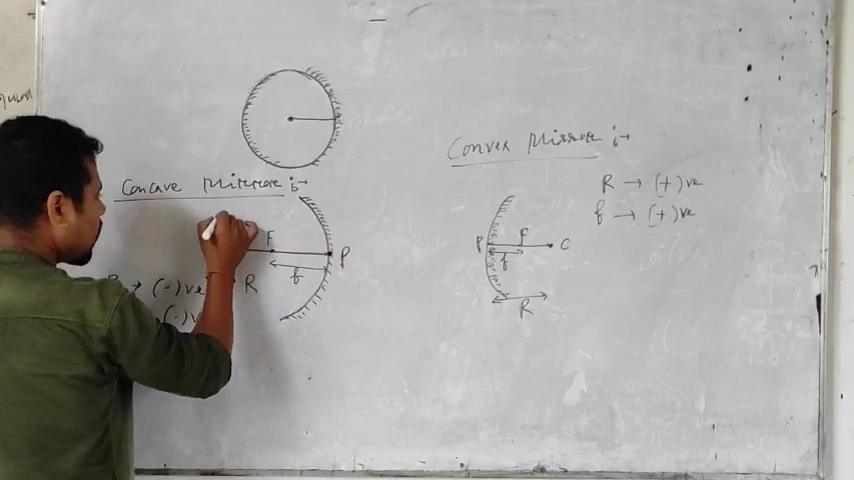 Concave Mirror :→
F
P
f
→ (-)ve
R
(-)v
Convex Mirror :→
R → (+)ve
f → (+)ve
P
F
C
f
R